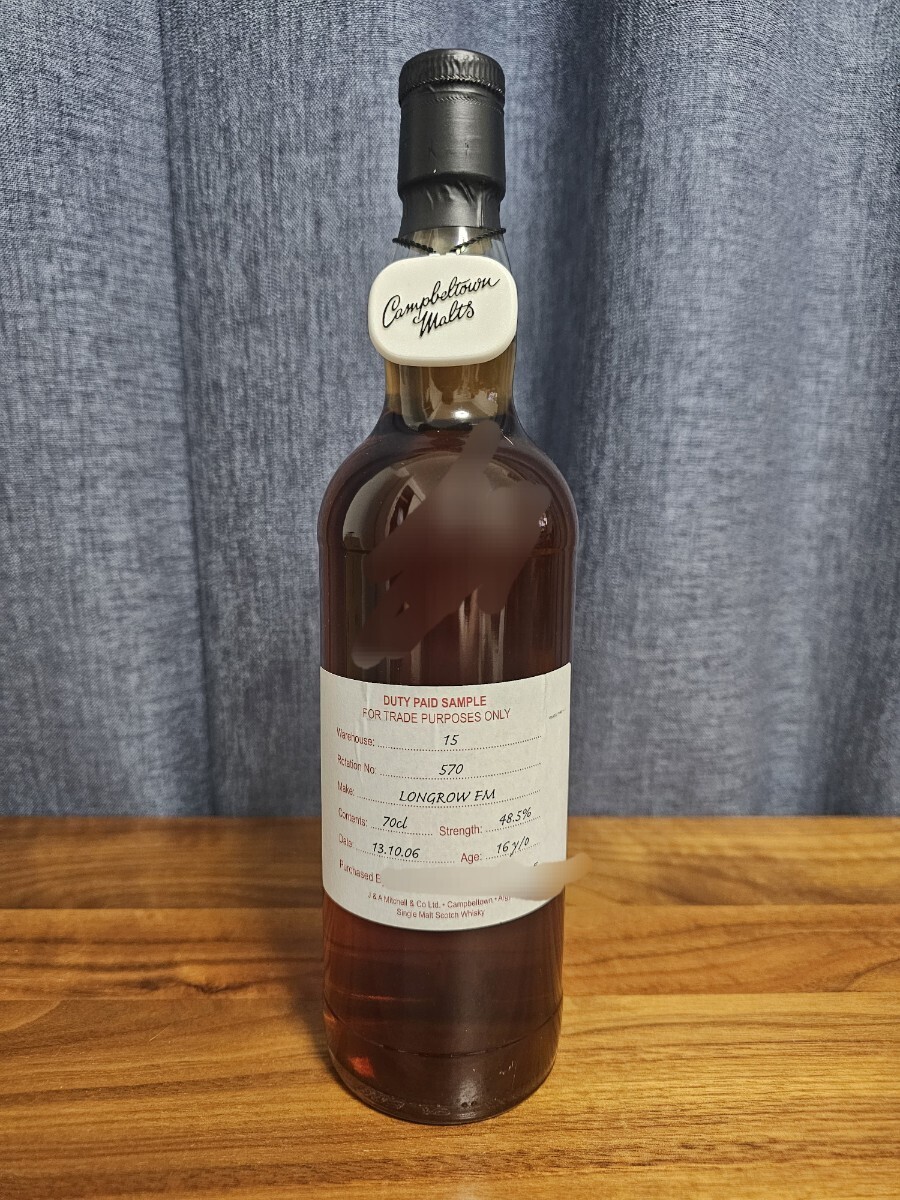 Campbeltown
Malts
DUTY PAID SAMPLE
FOR TRADE PURPOSES ONLY
Warehouse: 15
Rotation No: 570
Make: LONGROW FM
Contents: 70cl Strength: 48.5%
Date: 13.10.06 Age: 16 y/o
Purchased B
J & A Mitchell & Co Ltd. • Campbeltown •
Single Malt Scotch Whisky